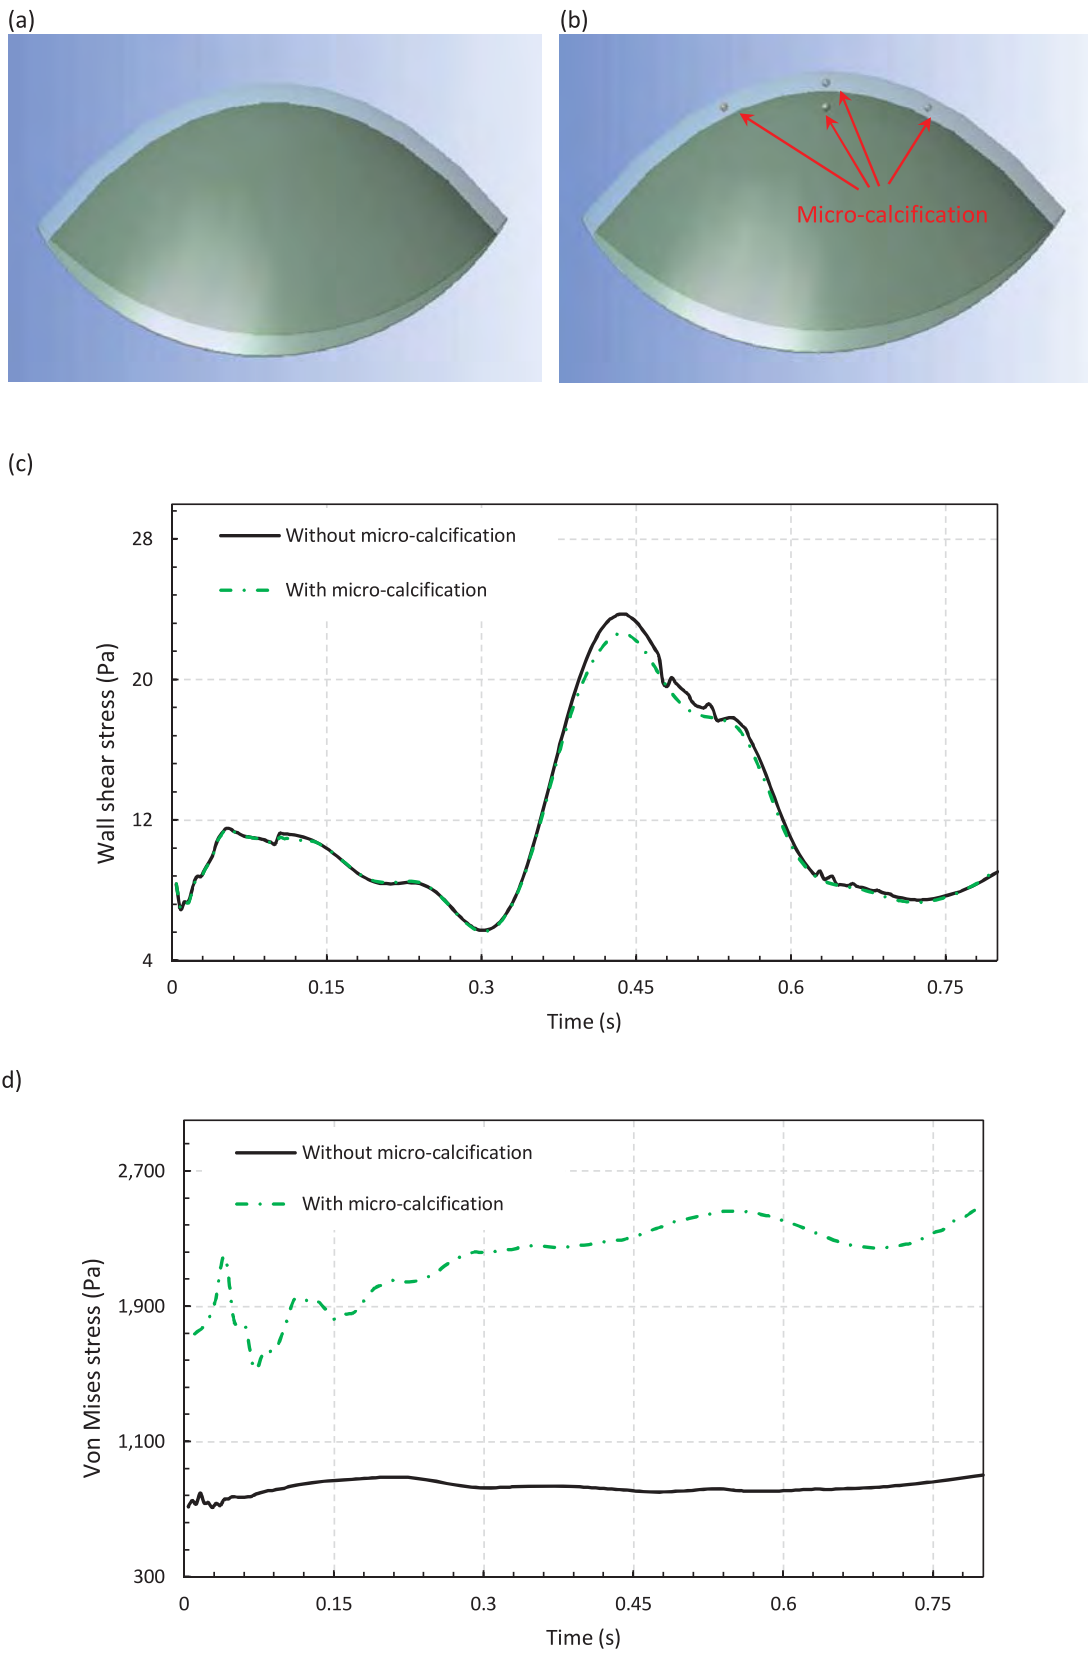 (a)
(b)
Micro-calcification
(c)
Without micro-calcification
With micro-calcification
Wall shear stress (Pa)
28
20
12
4
0
0.15
0.3
0.45
0.6
0.75
Time (s)
d)
Without micro-calcification
With micro-calcification
Von Mises stress (Pa)
2,700
1,900
1,100
300
0
0.15
0.3
0.45
0.6
0.75
Time (s)